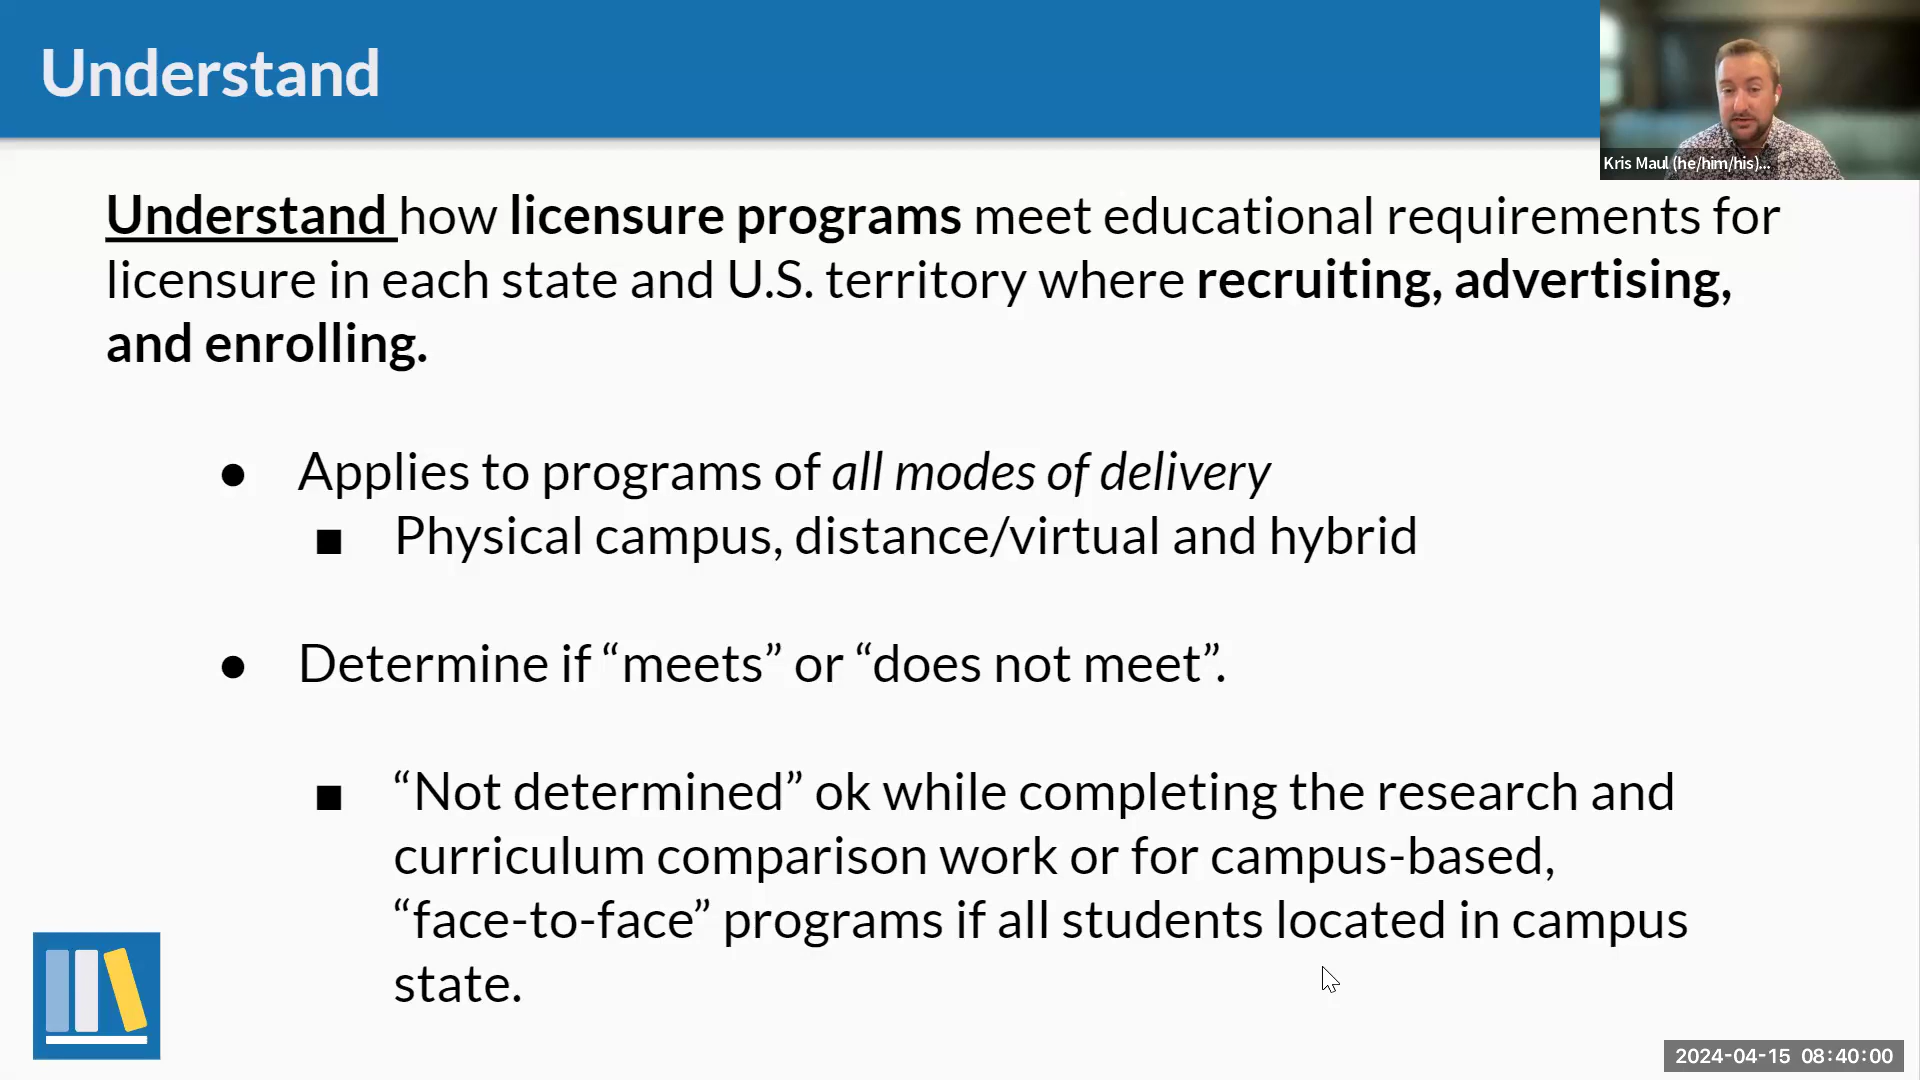 Understand
Kris Maul (he/him/his)...
Understand how licensure programs meet educational requirements for
licensure in each state and U.S. territory where recruiting, advertising,
and enrolling.
● Applies to programs of all modes of delivery
■ Physical campus, distance/virtual and hybrid
● Determine if “meets” or “does not meet”.
■ “Not determined” ok while completing the research and
curriculum comparison work or for campus-based,
“face-to-face” programs if all students located in campus
state.
2024-04-15 08:40:00